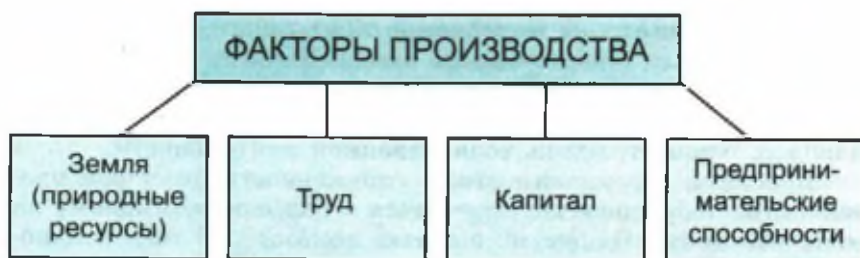 ФАКТОРЫ ПРОИЗВОДСТВА
Земля
(природные
ресурсы)
Труд
Капитал
Предприни-
мательские
способности